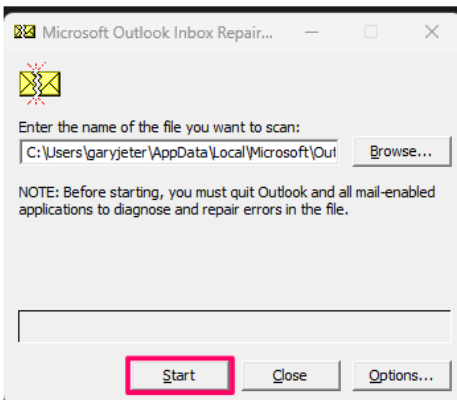 Microsoft Outlook Inbox Repair...
Enter the name of the file you want to scan:
C:\Users\garyjeter\AppData\Local\Microsoft\Out
Browse...
NOTE: Before starting, you must quit Outlook and all mail-enabled
applications to diagnose and repair errors in the file.
Start
Close
Options...